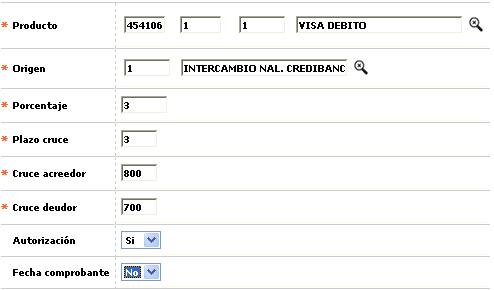 * Producto 454106 1 1 VISA DEBITO
* Origen 1 INTERCAMBIO NAL. CREDIBANC
* Porcentaje 3
* Plazo cruce 3
* Cruce acreedor 800
* Cruce deudor 700
Autorización Si
Fecha comprobante No